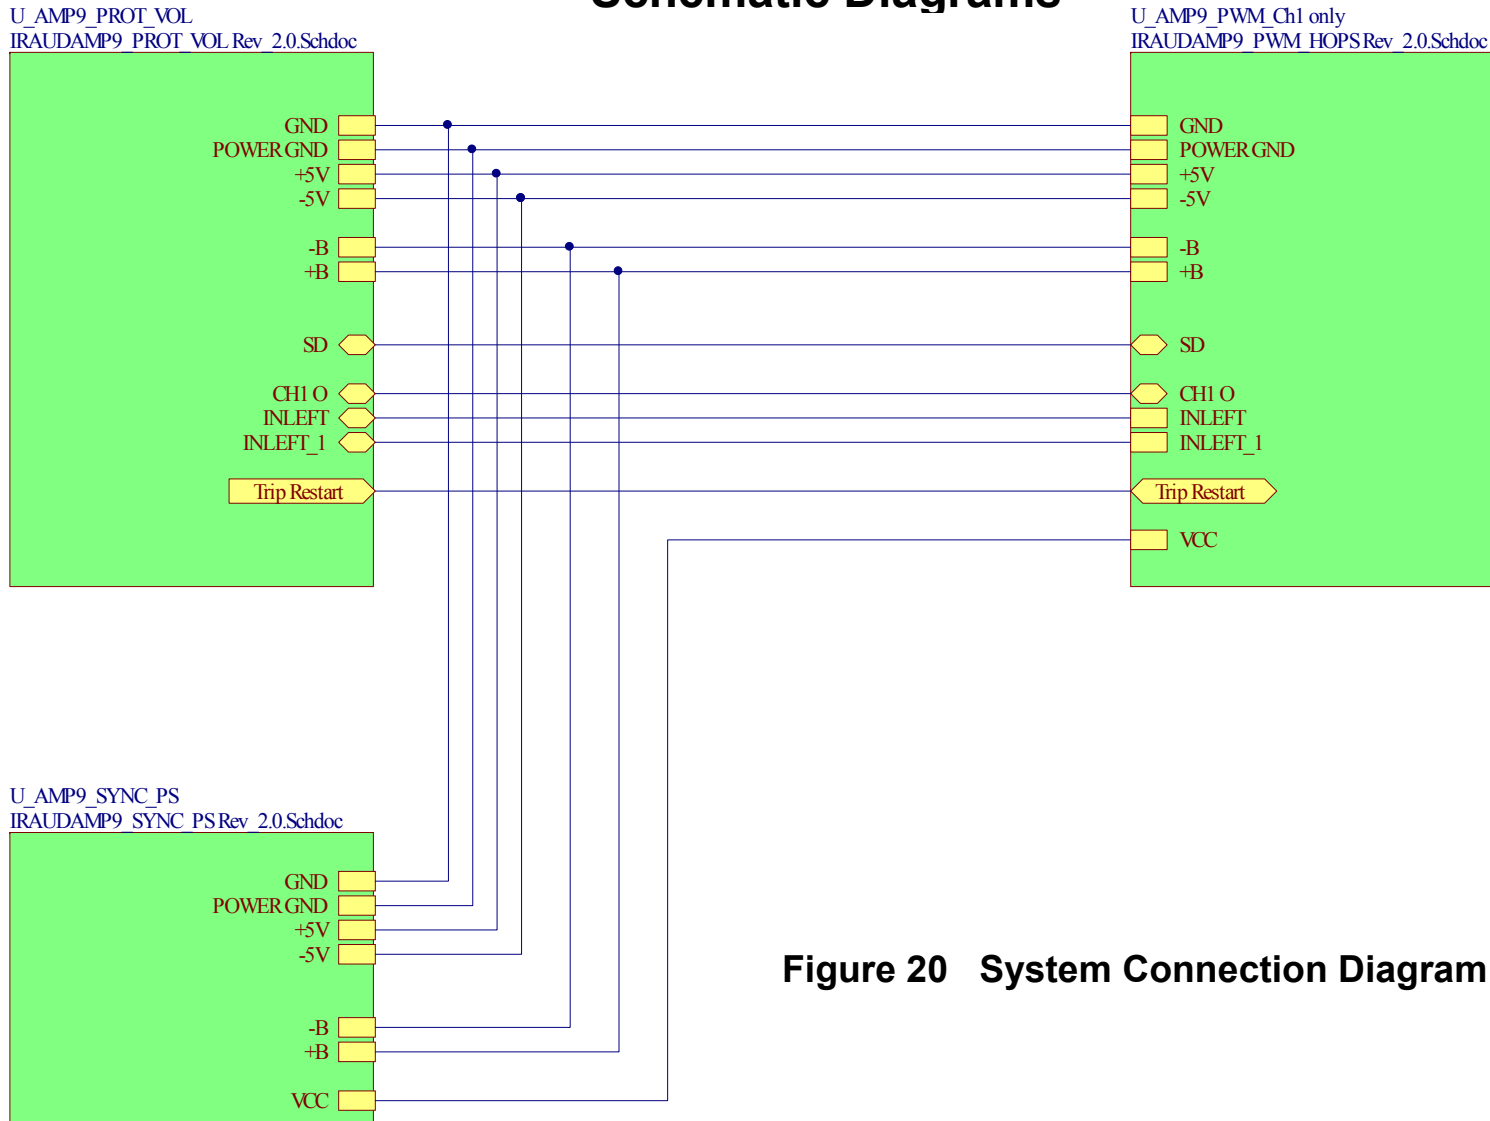 Schematic Diagrams
U_AMP9_PROT_VOL
IRAUDAMP9_PROT_VOL Rev_2.0.Schdoc
GND
POWER GND
+5V
-5V
-B
+B
SD
CH1 O
INLEFT
INLEFT_1
Trip Restart
U_AMP9_PWM_Ch1 only
IRAUDAMP9_PWM_HOPS Rev_2.0.Schdoc
GND
POWER GND
+5V
-5V
-B
+B
SD
CH1 O
INLEFT
INLEFT_1
Trip Restart
VCC
U_AMP9_SYNC_PS
IRAUDAMP9_SYNC_PS Rev_2.0.Schdoc
GND
POWER GND
+5V
-5V
-B
+B
VCC
Figure 20 System Connection Diagram